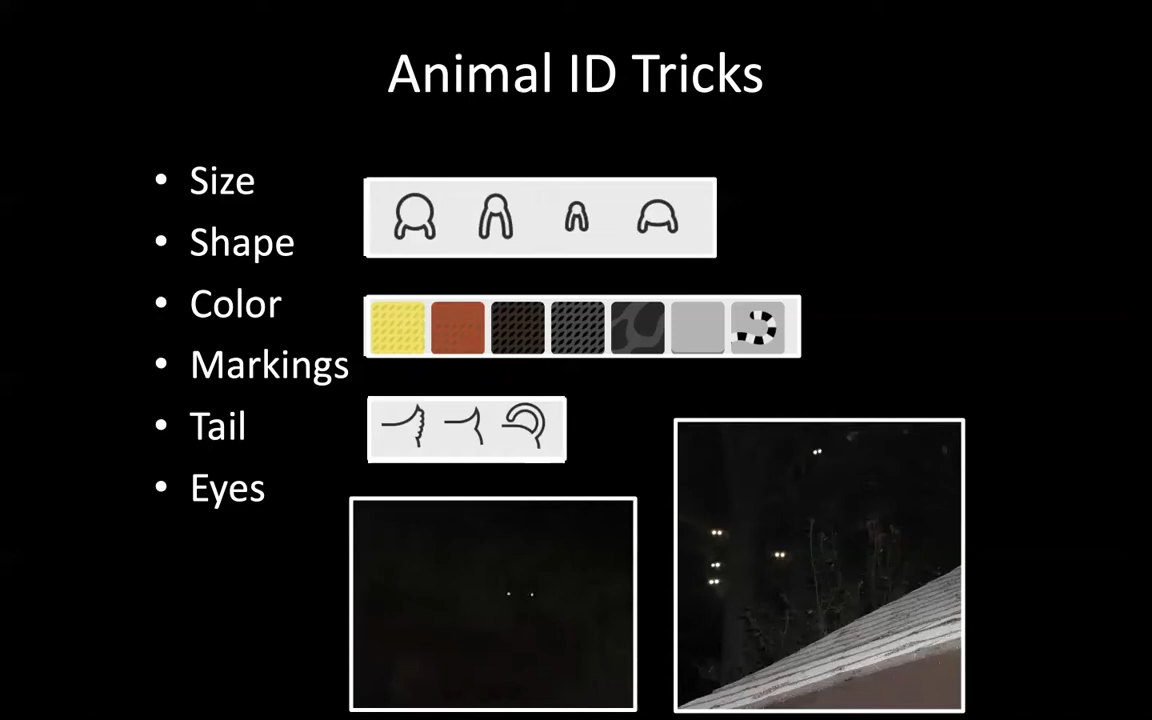 Animal ID Tricks
• Size
• Shape
• Color
• Markings
• Tail
• Eyes